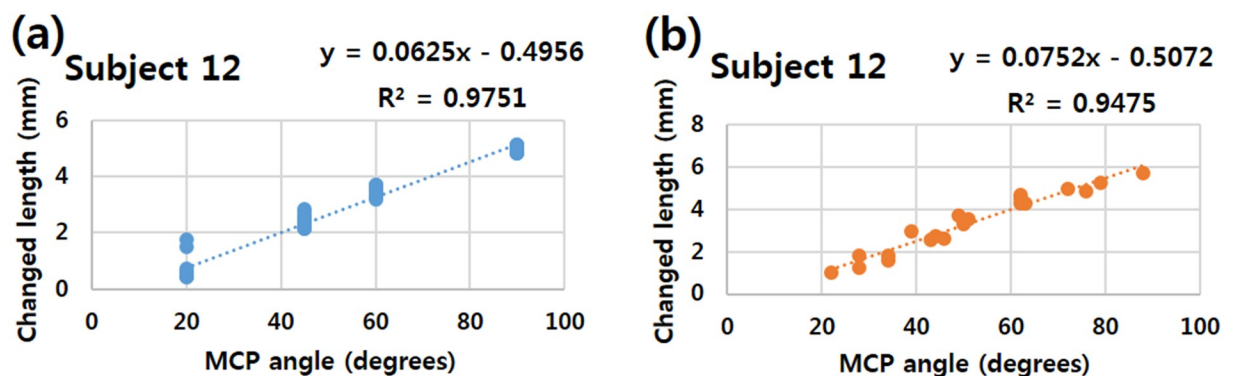 (a)
Subject 12
y = 0.0625x - 0.4956
R² = 0.9751
Changed length (mm)
6
4
2
0
0 20 40 60 80 100
MCP angle (degrees)
(b)
Subject 12
y = 0.0752x - 0.5072
R² = 0.9475
Changed length (mm)
8
6
4
2
0
0 20 40 60 80 100
MCP angle (degrees)